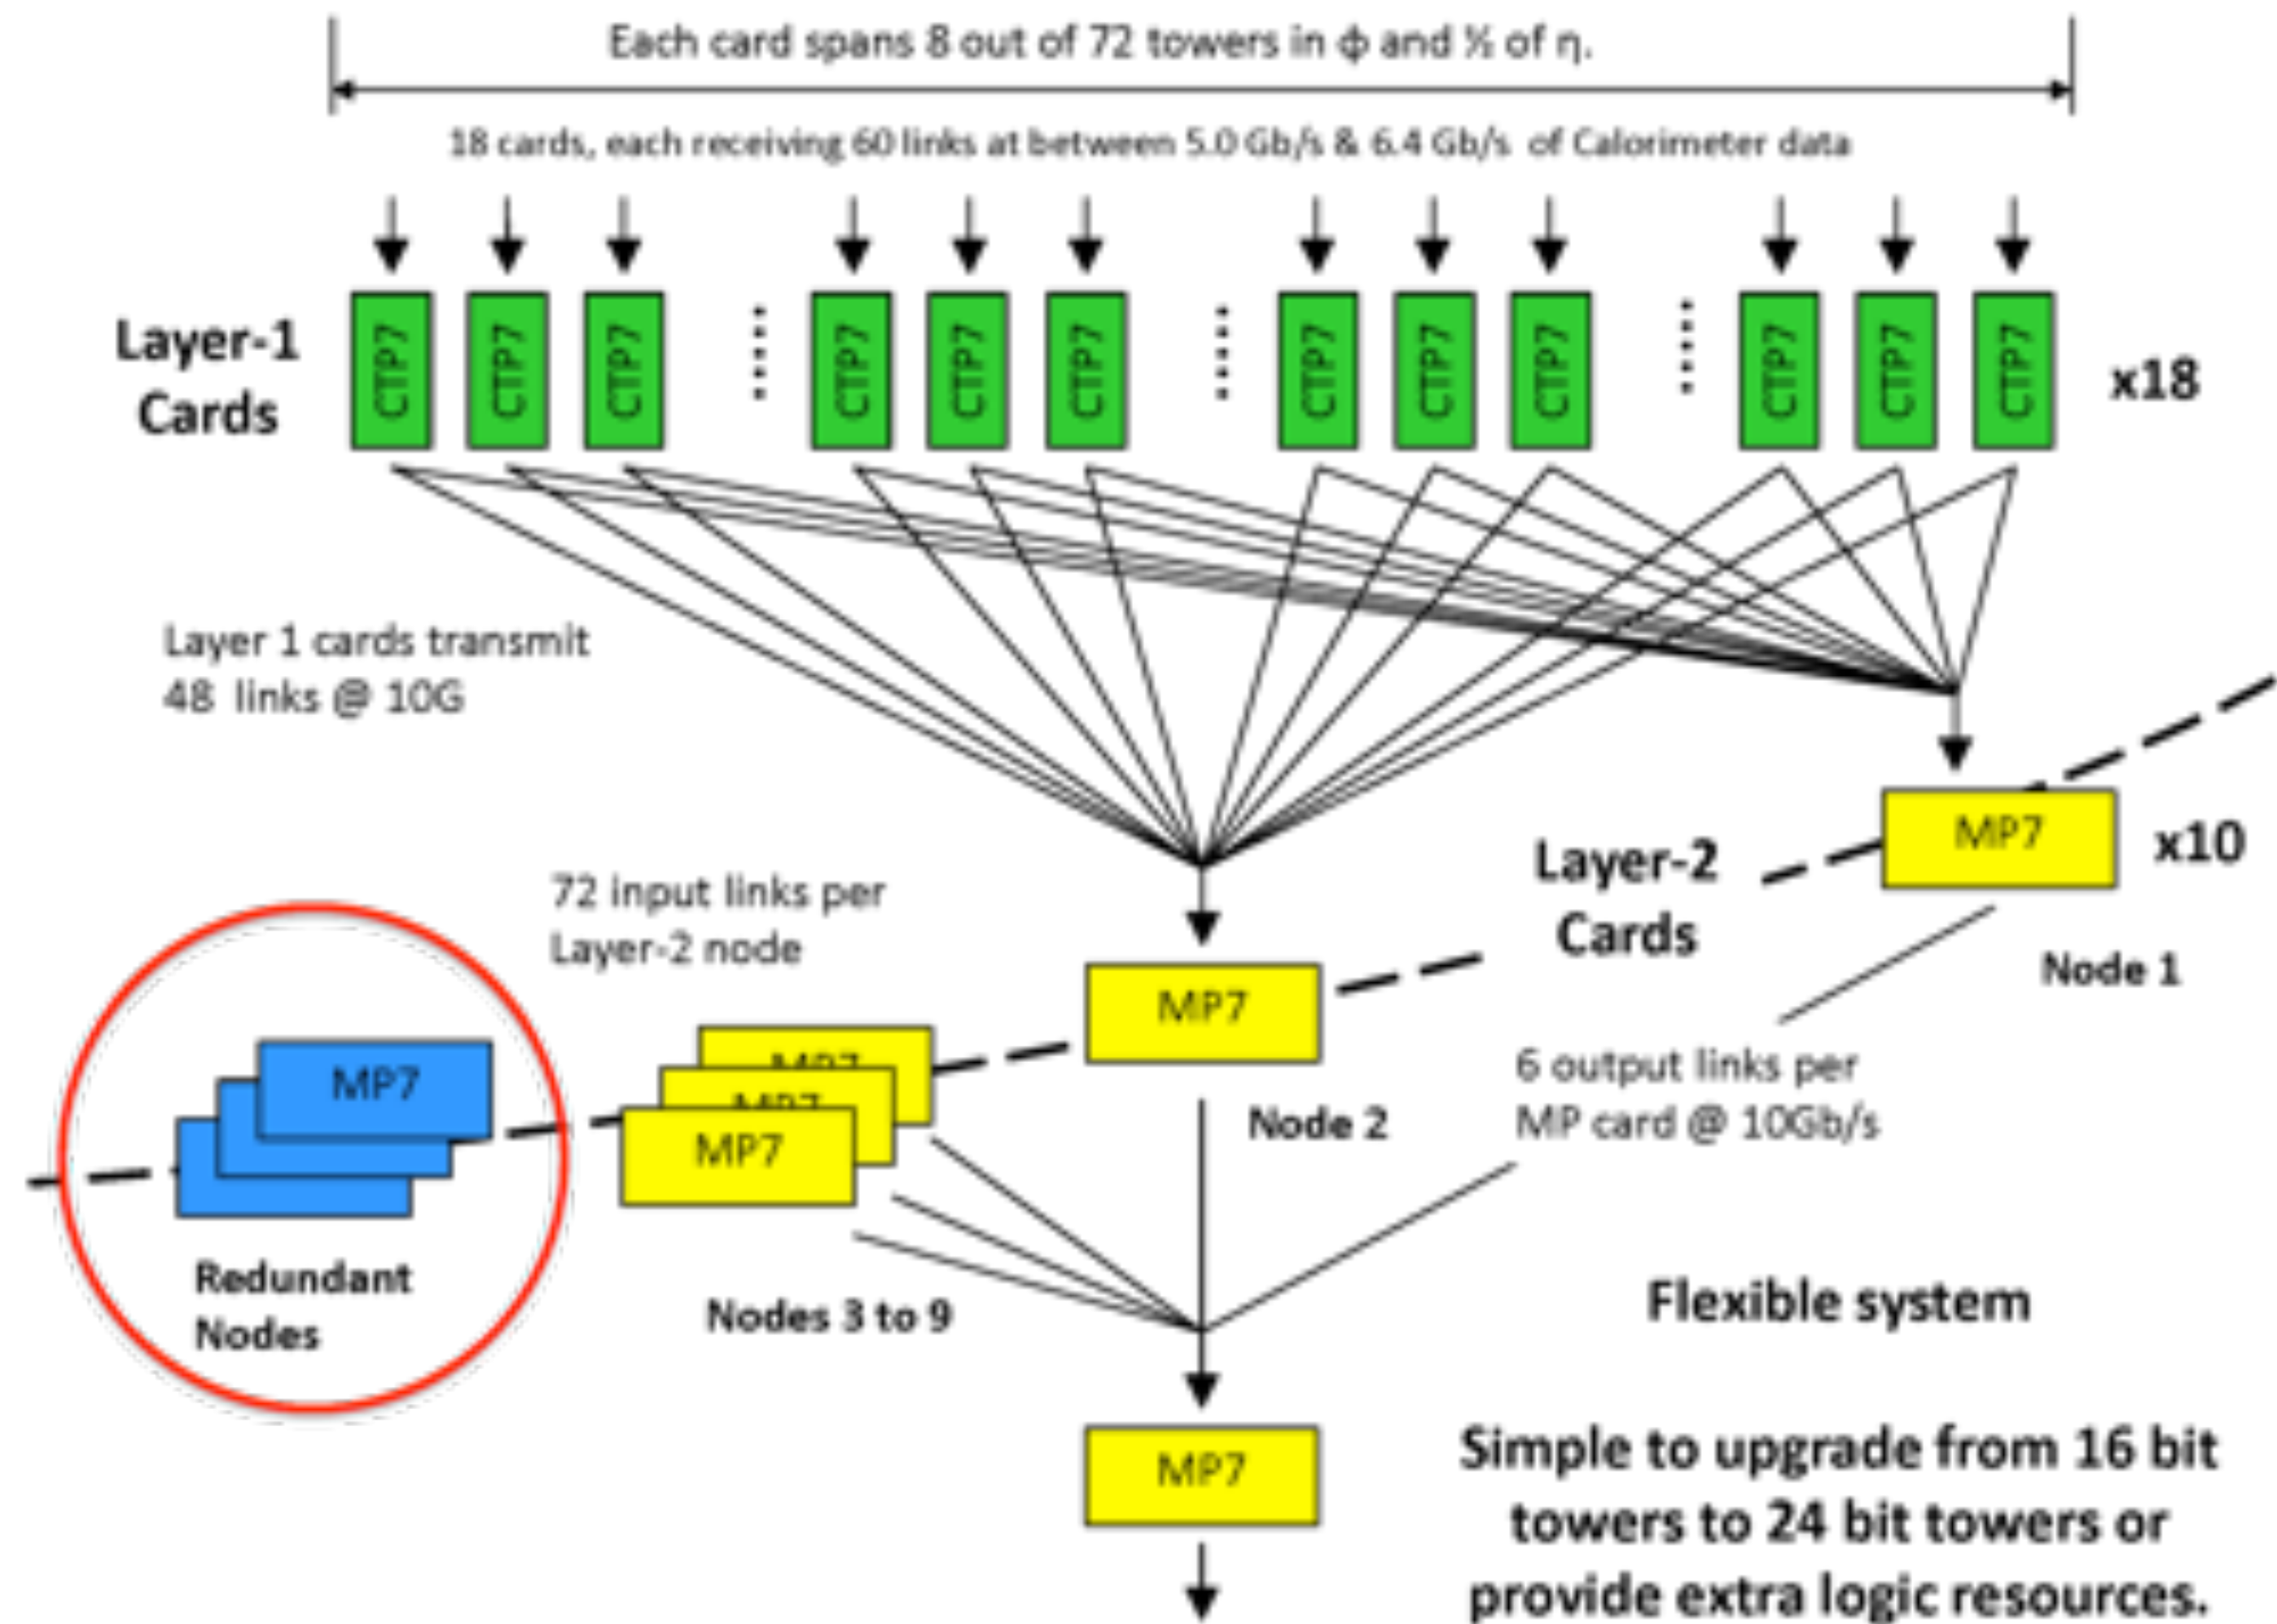 Each card spans 8 out of 72 towers in ϕ and ½ of η.
18 cards, each receiving 60 links at between 5.0 Gb/s & 6.4 Gb/s of Calorimeter data
Layer-1
Cards
CTP7
CTP7
CTP7
CTP7
CTP7
CTP7
CTP7
CTP7
CTP7
CTP7
CTP7
CTP7
x18
Layer 1 cards transmit
48 links @ 10G
MP7
x10
Layer-2
Cards
Node 1
72 input links per
Layer-2 node
MP7
Node 2
6 output links per
MP card @ 10Gb/s
MP7
MP7
MP7
MP7
Redundant
Nodes
Nodes 3 to 9
Flexible system
MP7
Simple to upgrade from 16 bit
towers to 24 bit towers or
provide extra logic resources.